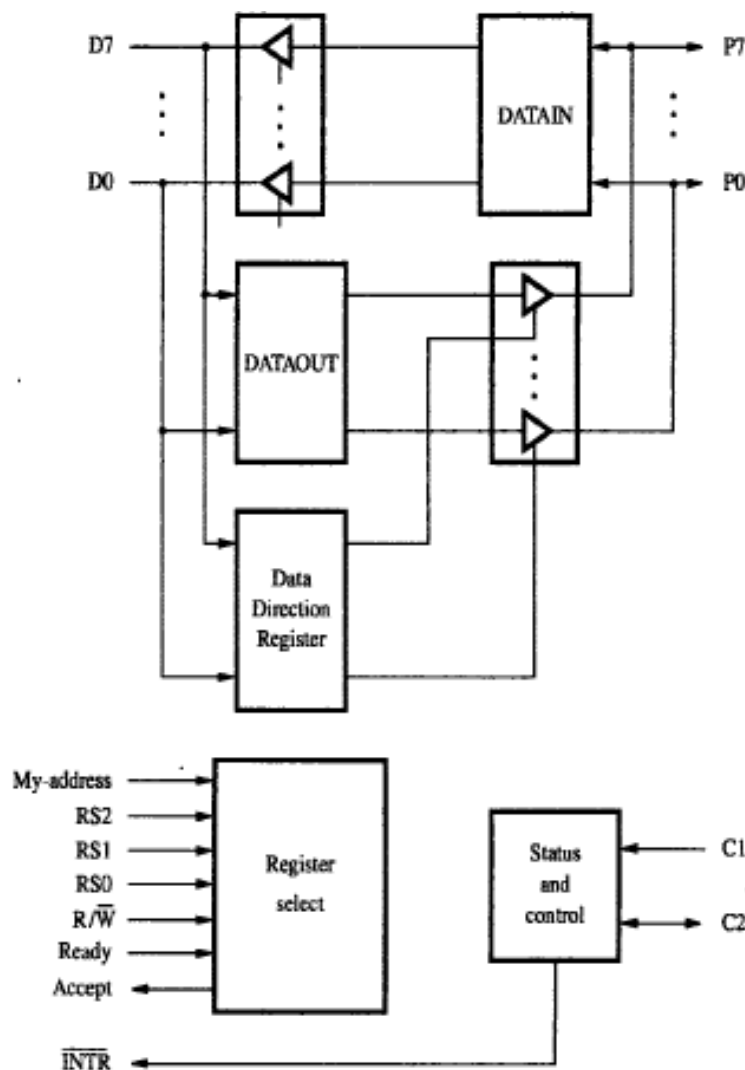 D7
P7
DATAIN
D0
P0
DATAOUT
Data
Direction
Register
My-address
RS2
RS1
RS0
R/W̅
Ready
Accept
Register
select
Status
and
control
C1
C2
I̅N̅T̅R̅